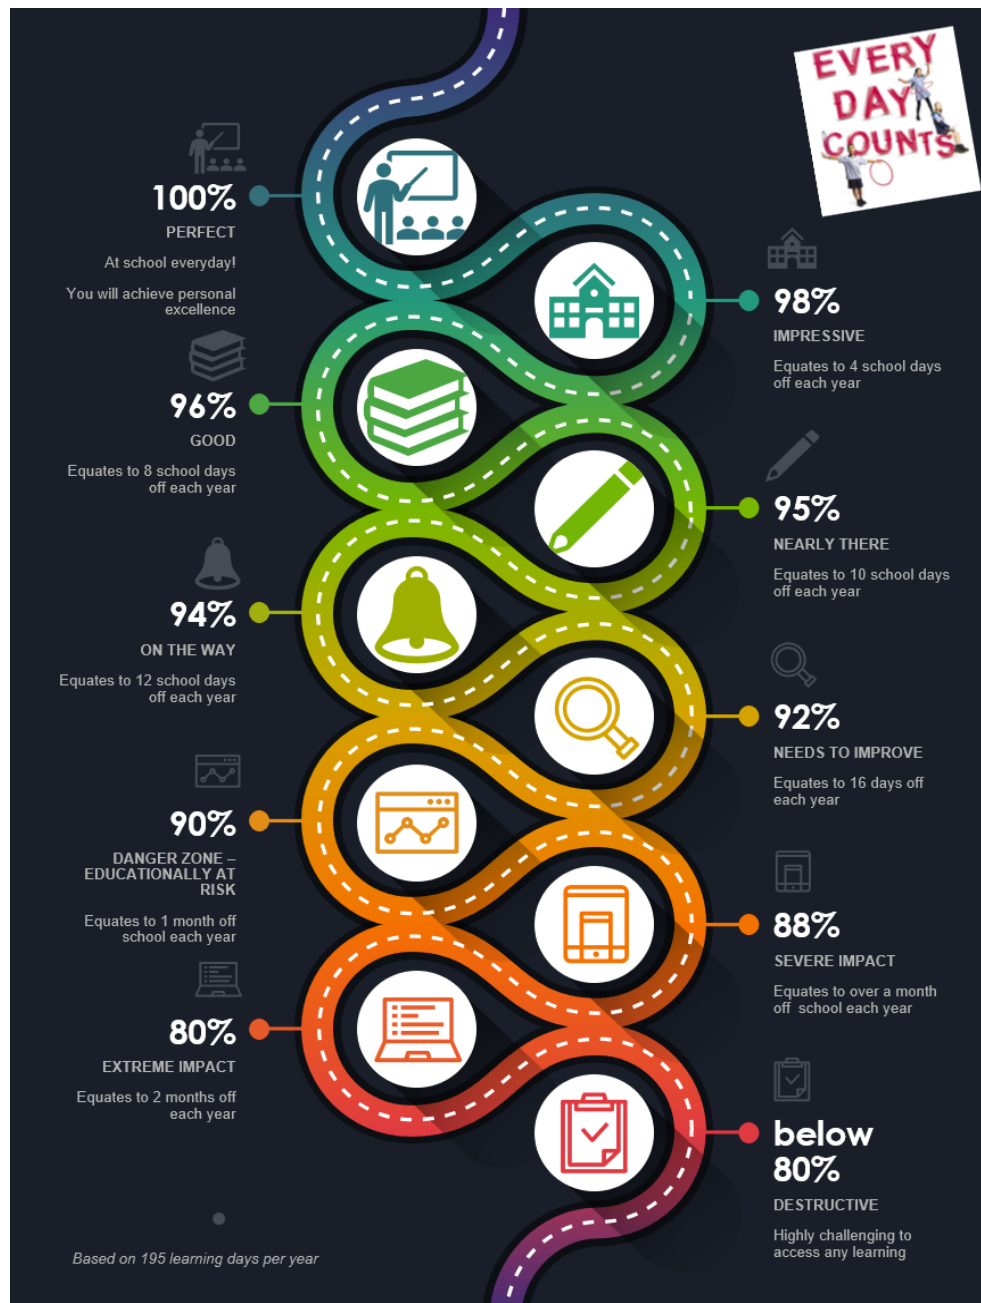 EVERY
DAY
COUNTS
100%
PERFECT
At school everyday!
You will achieve personal
excellence
98%
IMPRESSIVE
Equates to 4 school days
off each year
96%
GOOD
Equates to 8 school days
off each year
95%
NEARLY THERE
Equates to 10 school days
off each year
94%
ON THE WAY
Equates to 12 school days
off each year
92%
NEEDS TO IMPROVE
Equates to 16 days off
each year
90%
DANGER ZONE –
EDUCATIONALLY AT
RISK
Equates to 1 month off
school each year
88%
SEVERE IMPACT
Equates to over a month
off  school each year
80%
EXTREME IMPACT
Equates to 2 months off
each year
below
80%
DESTRUCTIVE
Highly challenging to
access any learning
Based on 195 learning days per year